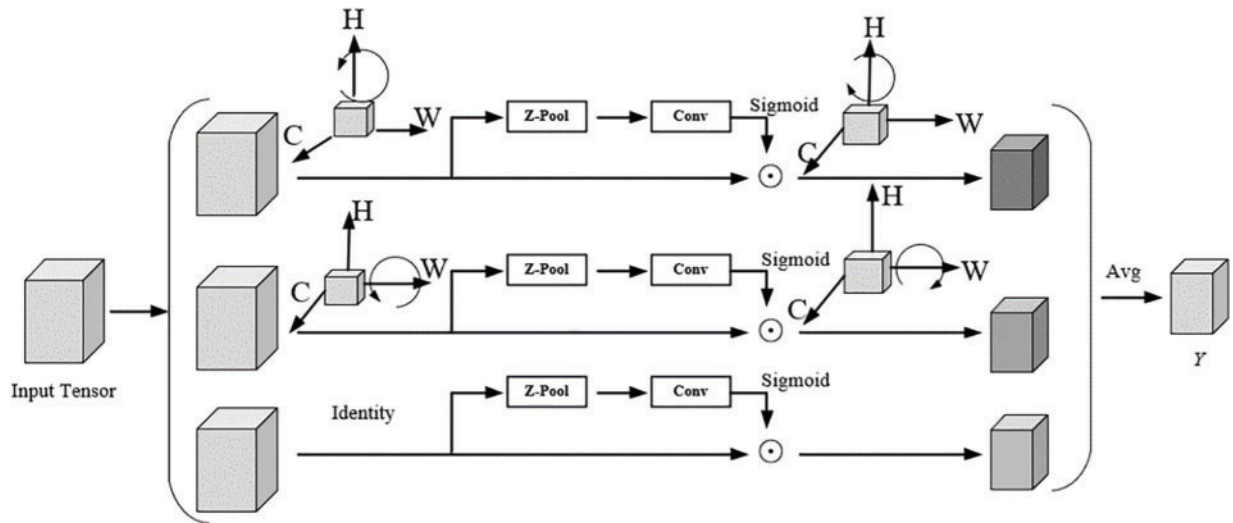 H
C
W
Z-Pool
Conv
Sigmoid
H
C
W
H
C
W
Z-Pool
Conv
Sigmoid
H
C
W
Input Tensor
Identity
Z-Pool
Conv
Sigmoid
Avg
Y